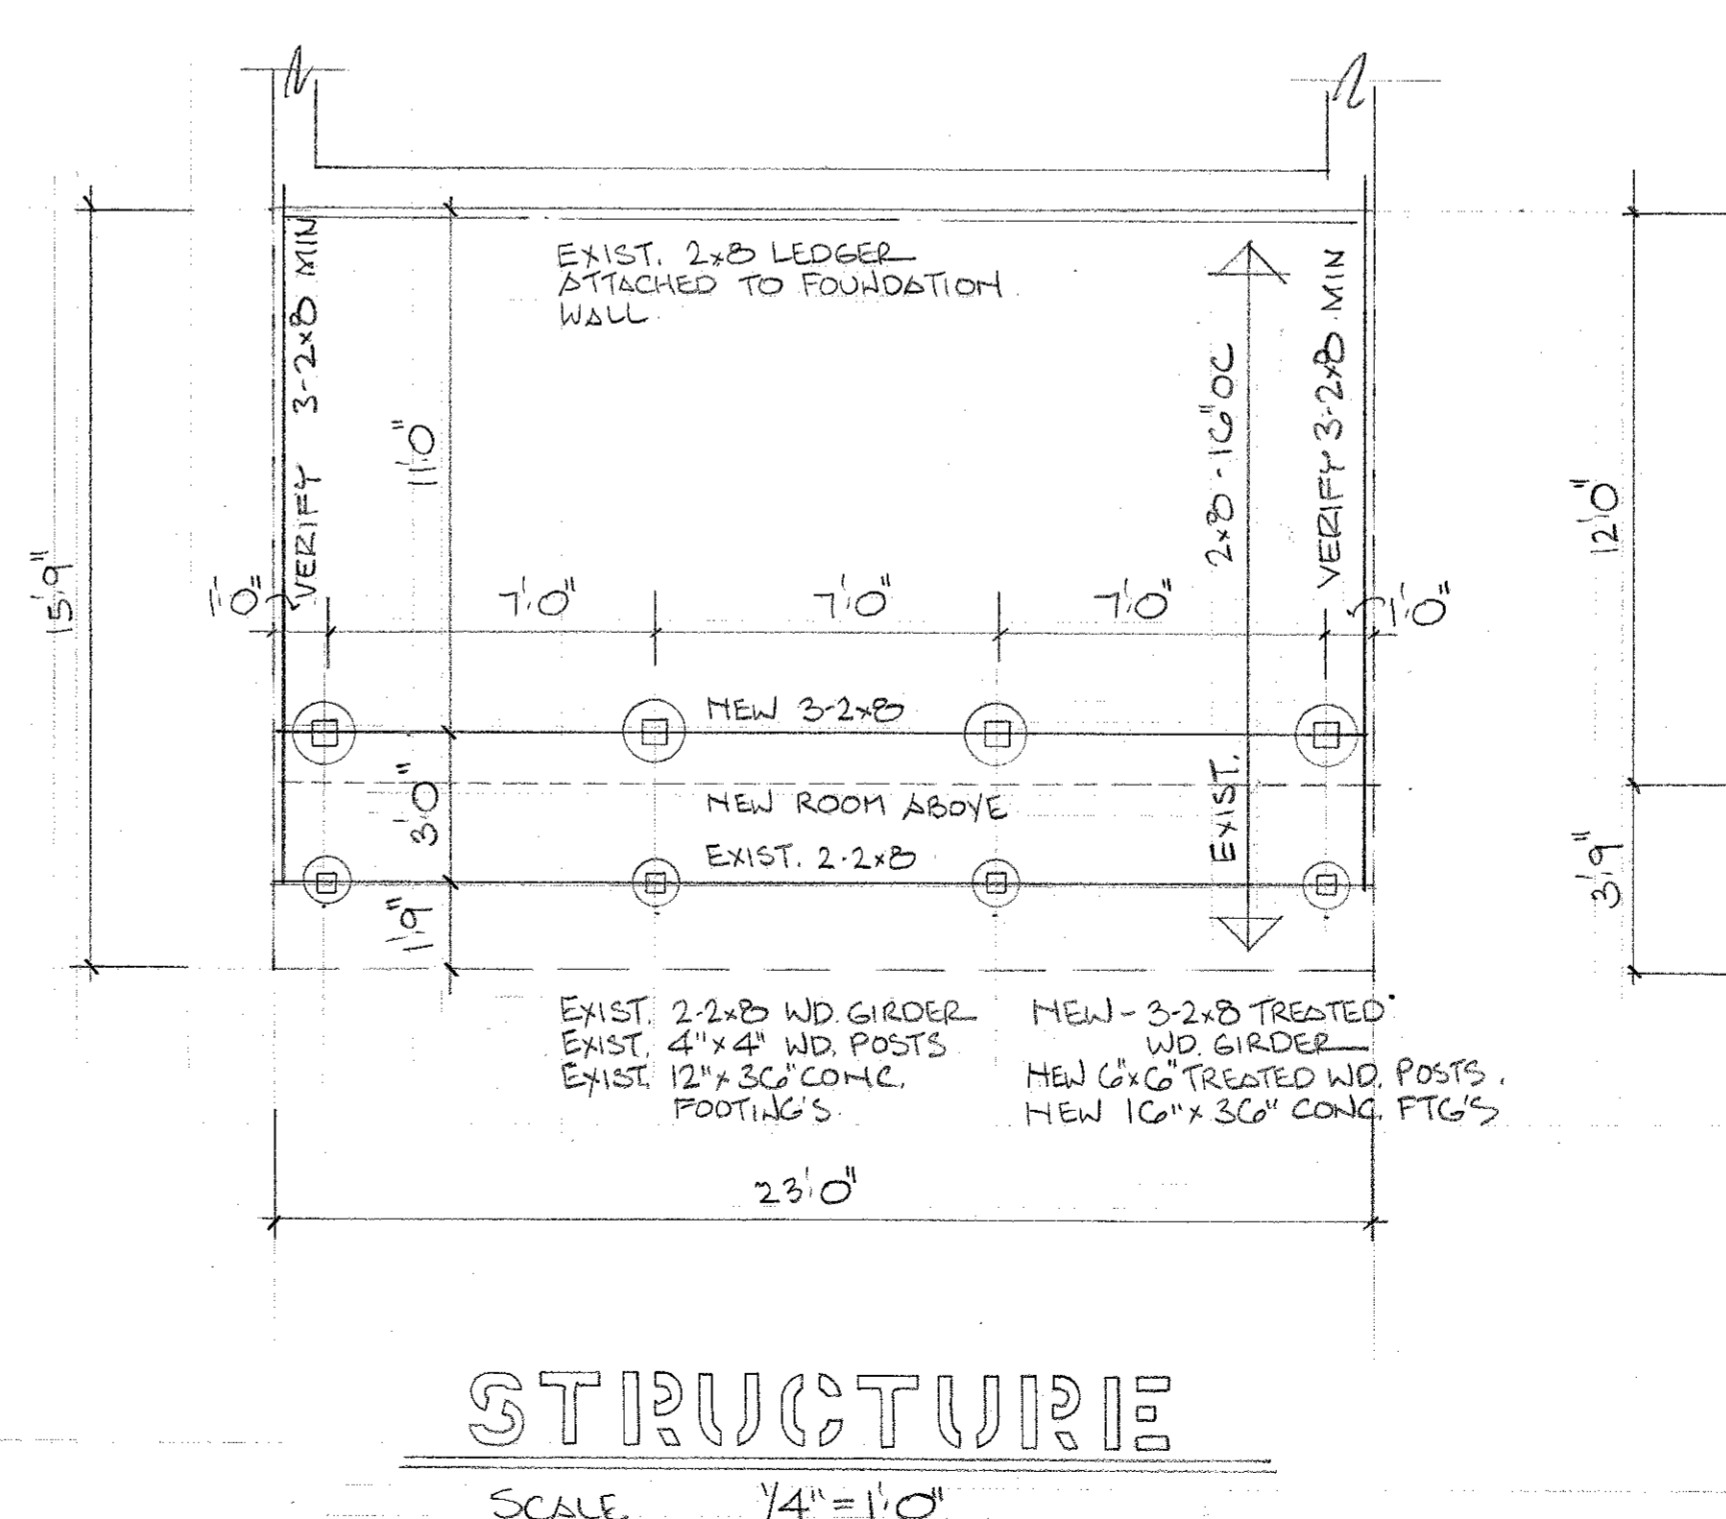 EXIST. 2x8 LEDGER
ATTACHED TO FOUNDATION
WALL.
VERIFY 3-2x8 MIN
11'0"
2x8 - 16" OC
EXIST.
VERIFY 3-2x8 MIN
15'9"
12'0"
1'0"
7'0"
7'0"
7'0"
1'0"
NEW 3-2x8
3'0"
NEW ROOM ABOVE
EXIST. 2-2x8
1'9"
3'9"
EXIST. 2-2x8 WD. GIRDER
EXIST. 4"x4" WD. POSTS
EXIST. 12"x36" CONC.
FOOTING'S.
NEW - 3-2x8 TREATED
WD. GIRDER
NEW 6"x6" TREATED WD. POSTS.
NEW 16"x36" CONC. FTG'S
23'0"
STRUCTURE
SCALE 1/4" = 1'0"